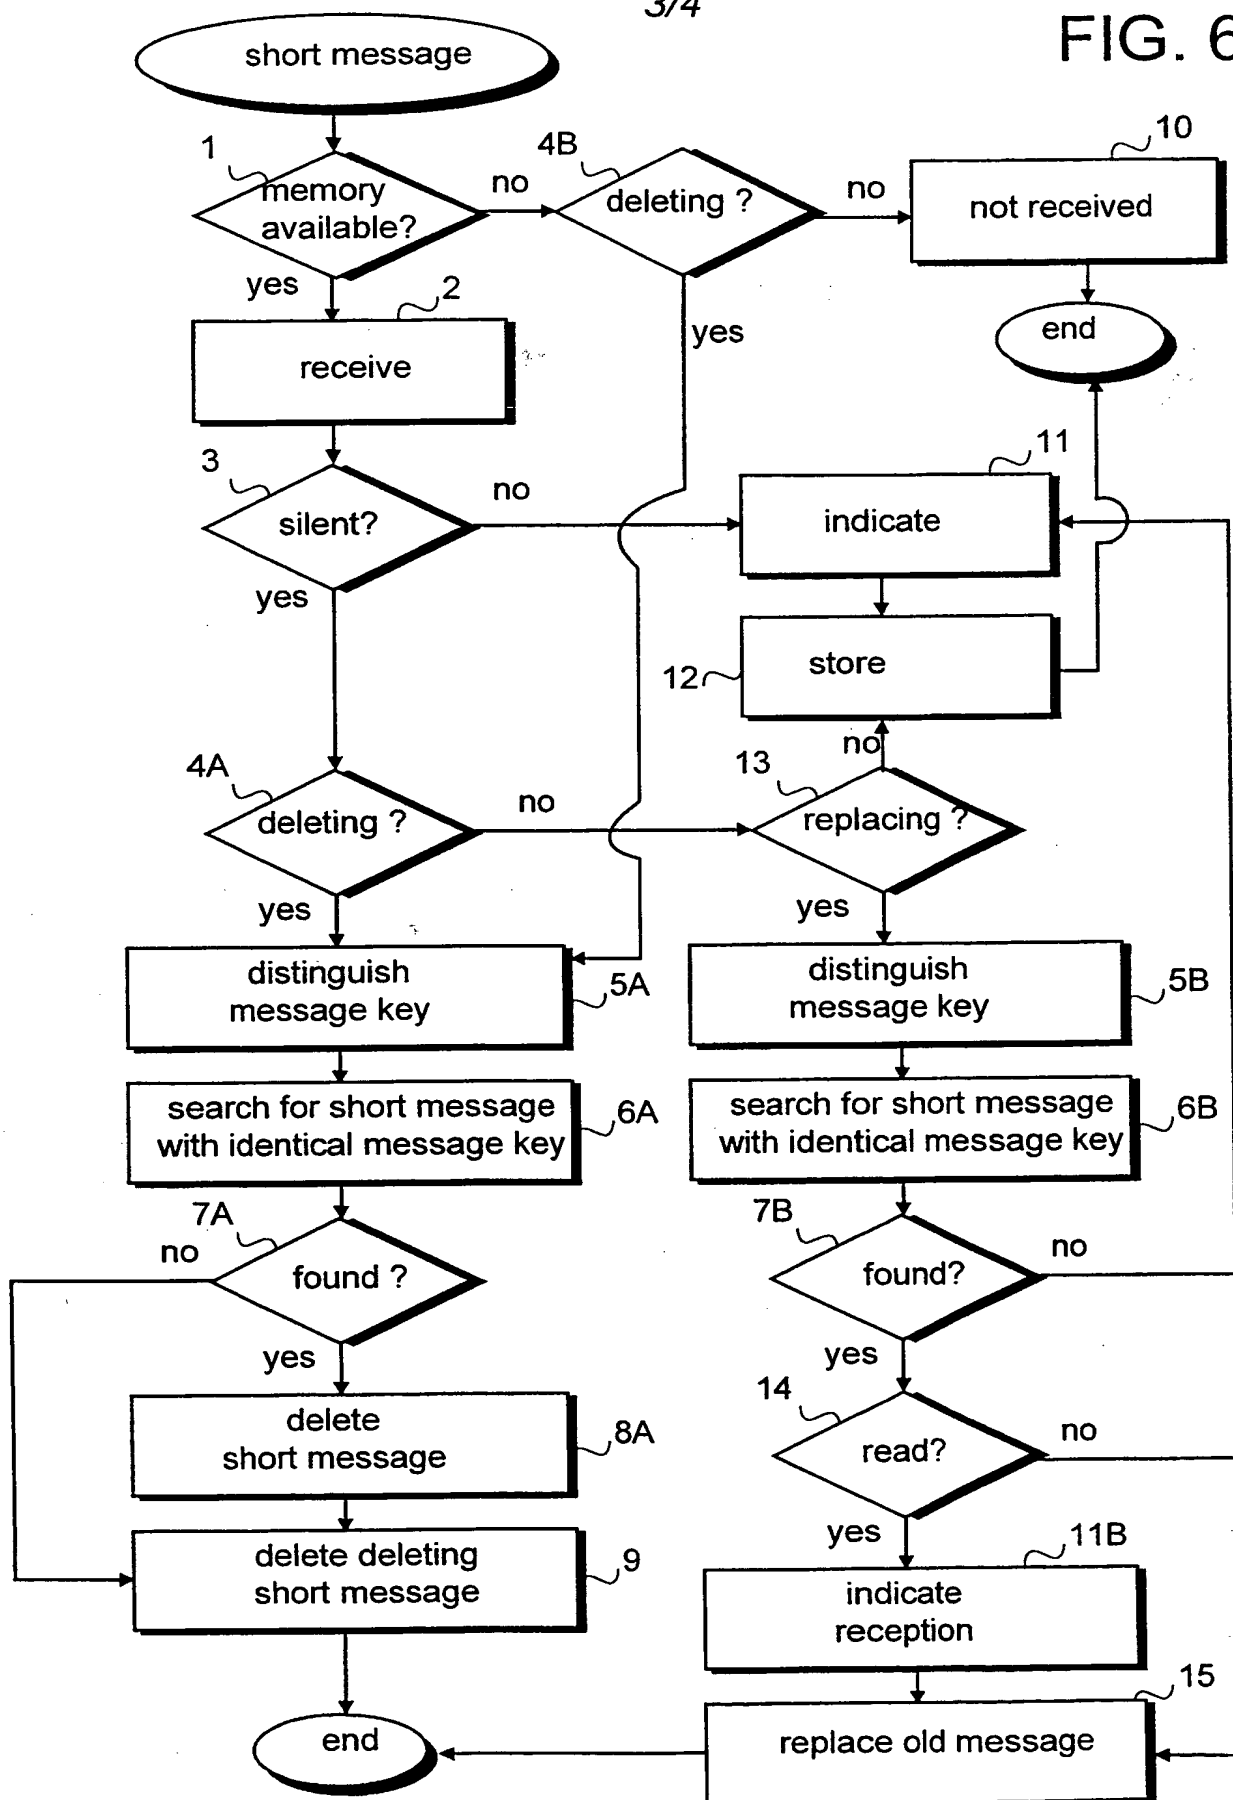 3/4
FIG. 6
short message
1
memory
available?
no
4B
deleting ?
no
10
not received
yes
2
receive
yes
end
3
silent?
no
11
indicate
yes
12
store
4A
deleting ?
no
no
13
replacing ?
yes
yes
distinguish
message key
5A
distinguish
message key
5B
search for short message
with identical message key
6A
search for short message
with identical message key
6B
7A
no
found ?
7B
found?
no
yes
yes
delete
short message
8A
14
read?
no
yes
delete deleting
short message
9
11B
indicate
reception
15
end
replace old message